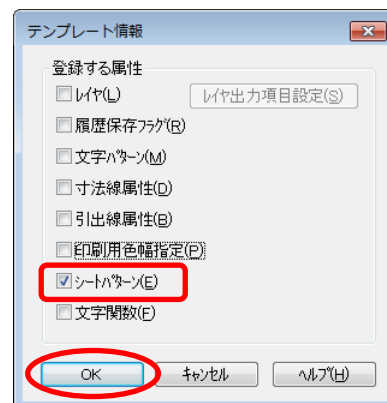 テンプレート情報
登録する属性
ﾚｲﾔ(L) ﾚｲﾔ出力項目設定(S)
履歴保存ﾌﾗｸﾞ(R)
文字ﾊﾟﾀｰﾝ(M)
寸法線属性(D)
引出線属性(B)
印刷用色幅指定(P)
ｼｰﾄﾊﾟﾀｰﾝ(E)
文字関数(F)
OK ｷｬﾝｾﾙ ﾍﾙﾌﾟ(H)